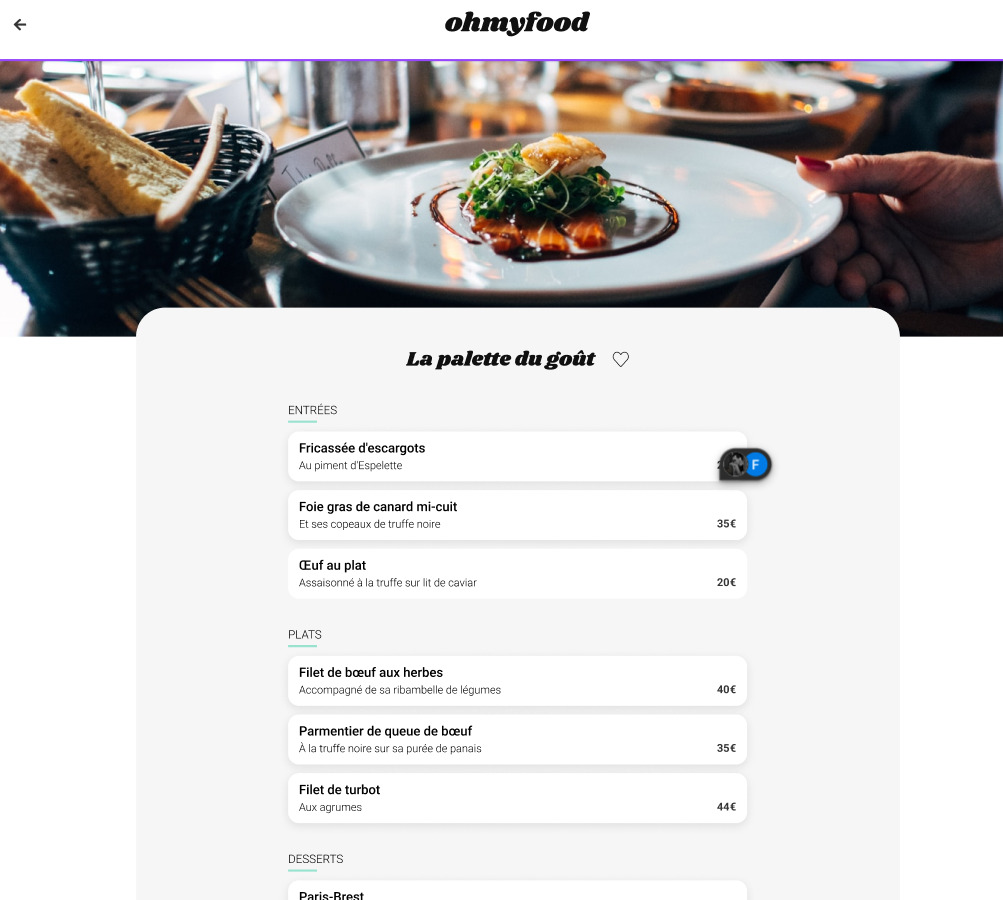 ohmyfood
La palette du goût
ENTRÉES
Fricassée d'escargots
Au piment d'Espelette
F
Foie gras de canard mi-cuit
Et ses copeaux de truffe noire
35€
Œuf au plat
Assaisonné à la truffe sur lit de caviar
20€
PLATS
Filet de bœuf aux herbes
Accompagné de sa ribambelle de légumes
40€
Parmentier de queue de bœuf
À la truffe noire sur sa purée de panais
35€
Filet de turbot
Aux agrumes
44€
DESSERTS
Paris-Brest